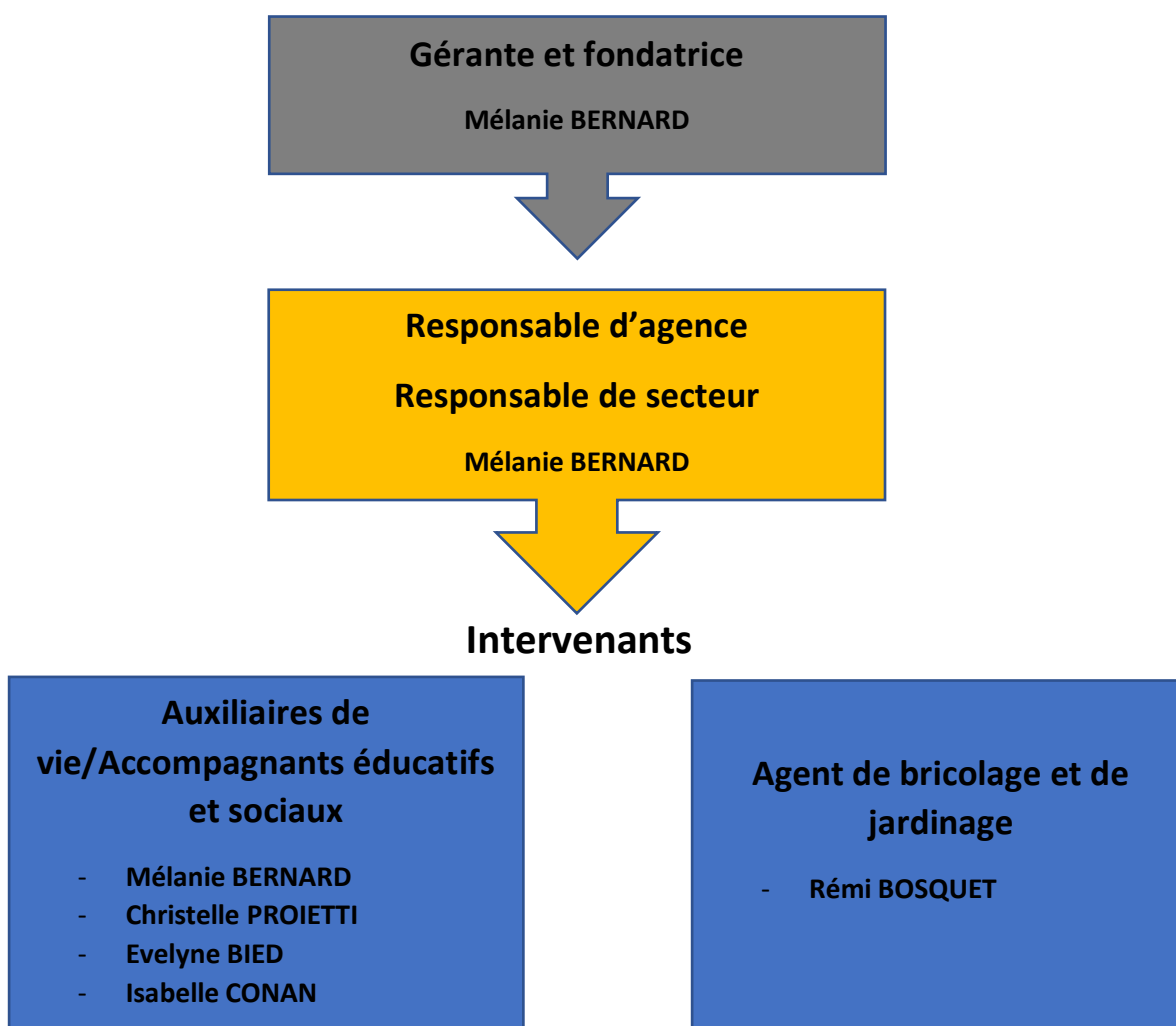 Gérante et fondatrice
Mélanie BERNARD
Responsable d’agence
Responsable de secteur
Mélanie BERNARD
Intervenants
Auxiliaires de
vie/Accompagnants éducatifs
et sociaux
- Mélanie BERNARD
- Christelle PROIETTI
- Evelyne BIED
- Isabelle CONAN
Agent de bricolage et de
jardinage
- Rémi BOSQUET